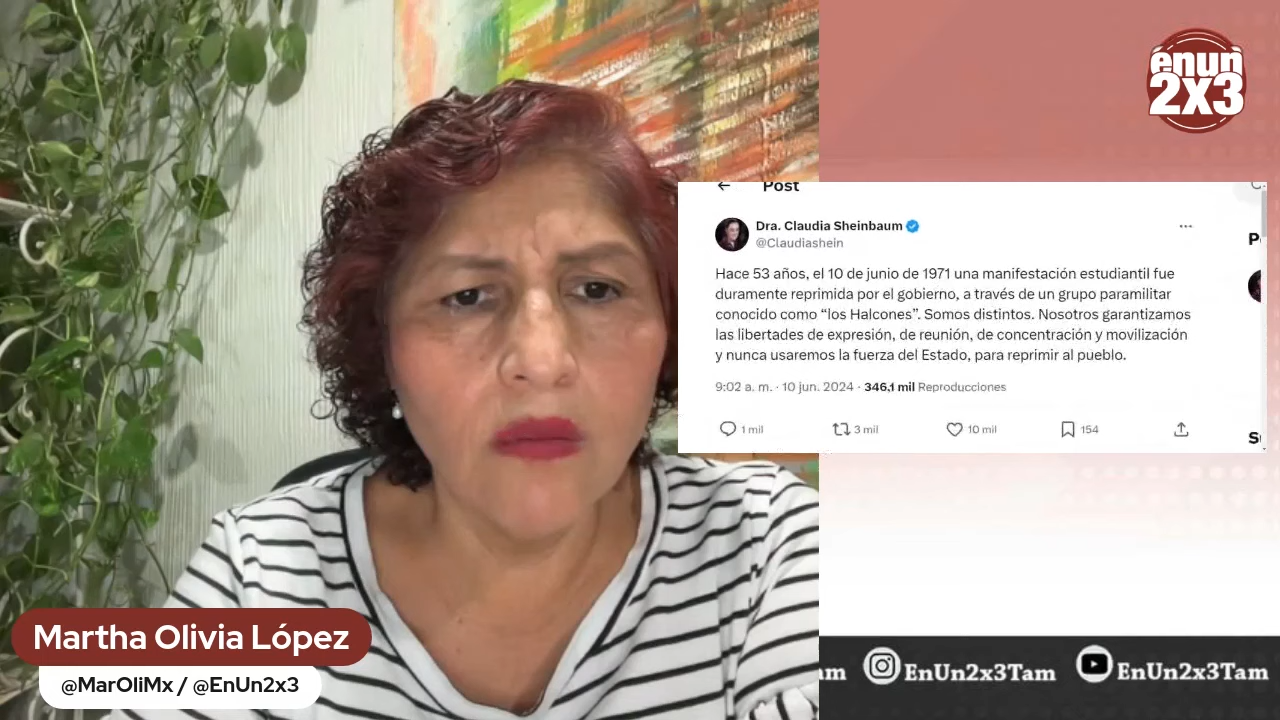 énun
2x3
Post
Dra. Claudia Sheinbaum
@Claudiashein
Hace 53 años, el 10 de junio de 1971 una manifestación estudiantil fue
duramente reprimida por el gobierno, a través de un grupo paramilitar
conocido como “los Halcones”. Somos distintos. Nosotros garantizamos
las libertades de expresión, de reunión, de concentración y movilización
y nunca usaremos la fuerza del Estado, para reprimir al pueblo.
9:02 a. m. · 10 jun. 2024 · 346,1 mil Reproducciones
1 mil
3 mil
10 mil
154
Martha Olivia López
@MarOliMx / @EnUn2x3
am
EnUn2x3Tam
EnUn2x3Tam